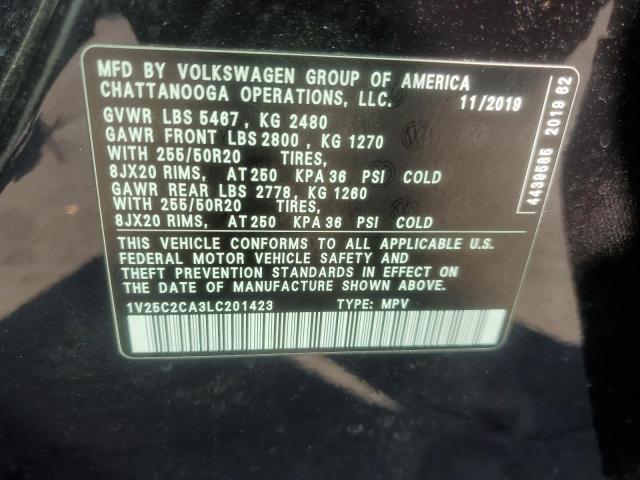 MFD BY VOLKSWAGEN GROUP OF AMERICA
CHATTANOOGA OPERATIONS, LLC. 11/2019
GVWR LBS 5467, KG 2480
GAWR FRONT LBS 2800, KG 1270
WITH 255/50R20 TIRES,
8JX20 RIMS, AT 250 KPA 36 PSI COLD
GAWR REAR LBS 2778, KG 1260
WITH 255/50R20 TIRES,
8JX20 RIMS, AT 250 KPA 36 PSI COLD
THIS VEHICLE CONFORMS TO ALL APPLICABLE U.S.
FEDERAL MOTOR VEHICLE SAFETY AND
THEFT PREVENTION STANDARDS IN EFFECT ON
THE DATE OF MANUFACTURE SHOWN ABOVE.
1V25C2CA3LC201423 TYPE: MPV
4439585 2019 62